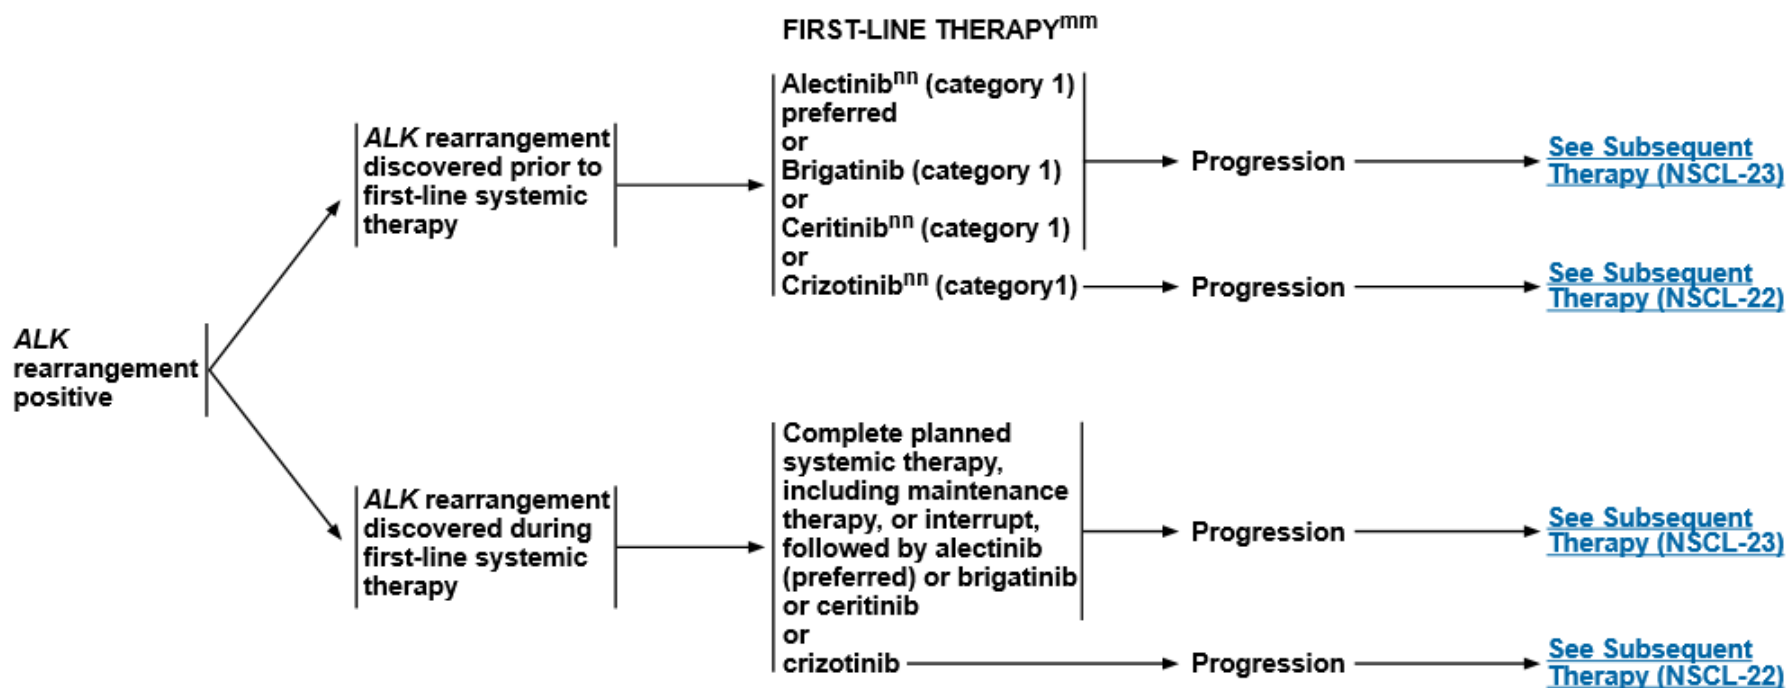 FIRST-LINE THERAPYmm
ALK rearrangement
discovered prior to
first-line systemic
therapy
Alectinibnn (category 1)
preferred
or
Brigatinib (category 1)
or
Ceritinibnn (category 1)
or
Crizotinibnn (category1)
Progression
See Subsequent
Therapy (NSCL-23)
Progression
See Subsequent
Therapy (NSCL-22)
ALK
rearrangement
positive
ALK rearrangement
discovered during
first-line systemic
therapy
Complete planned
systemic therapy,
including maintenance
therapy, or interrupt,
followed by alectinib
(preferred) or brigatinib
or ceritinib
or
crizotinib
Progression
See Subsequent
Therapy (NSCL-23)
Progression
See Subsequent
Therapy (NSCL-22)